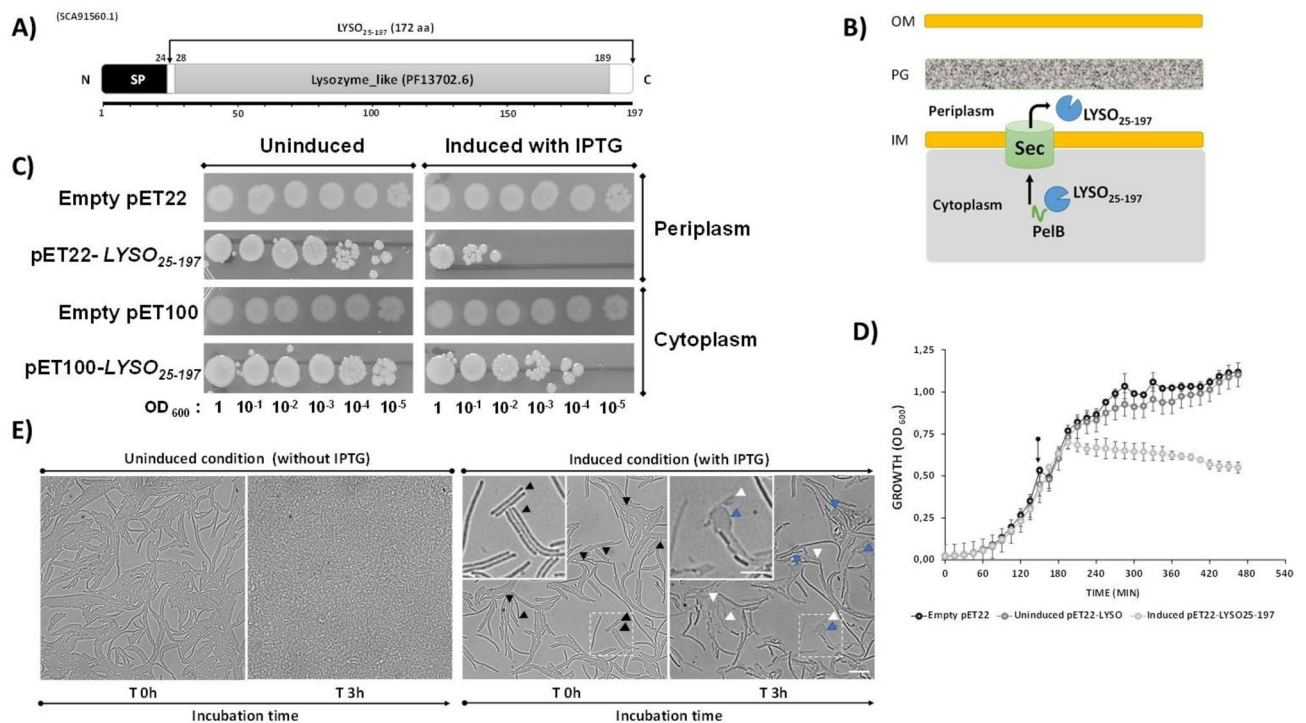 (SCA91560.1)
A)
LYSO25-197 (172 aa)
24
28
189
N
SP
Lysozyme_like (PF13702.6)
C
1
50
100
150
197
B)
OM
PG
Periplasm
LYSO25-197
IM
Sec
Cytoplasm
LYSO25-197
PelB
C)
Uninduced
Induced with IPTG
Empty pET22
pET22- LYSO25-197
Periplasm
Empty pET100
pET100-LYSO25-197
Cytoplasm
OD 600 : 1 10-1 10-2 10-3 10-4 10-5 1 10-1 10-2 10-3 10-4 10-5
D)
GROWTH (OD 600)
1,25
1,00
0,75
0,50
0,25
0,00
0 60 120 180 240 300 360 420 480 540
TIME (MIN)
Empty pET22 Uninduced pET22-LYSO Induced pET22-LYSO25-197
E)
Uninduced condition (without IPTG)
Induced condition (with IPTG)
T 0h
T 3h
T 0h
T 3h
Incubation time
Incubation time